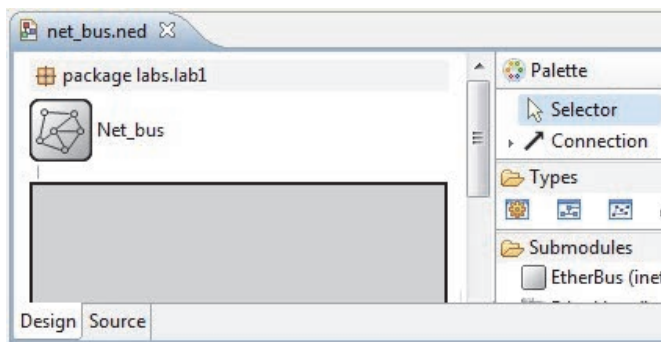 net_bus.ned
package labs.lab1
Net_bus
Palette
Selector
Connection
Types
Submodules
EtherBus (inet
Design Source